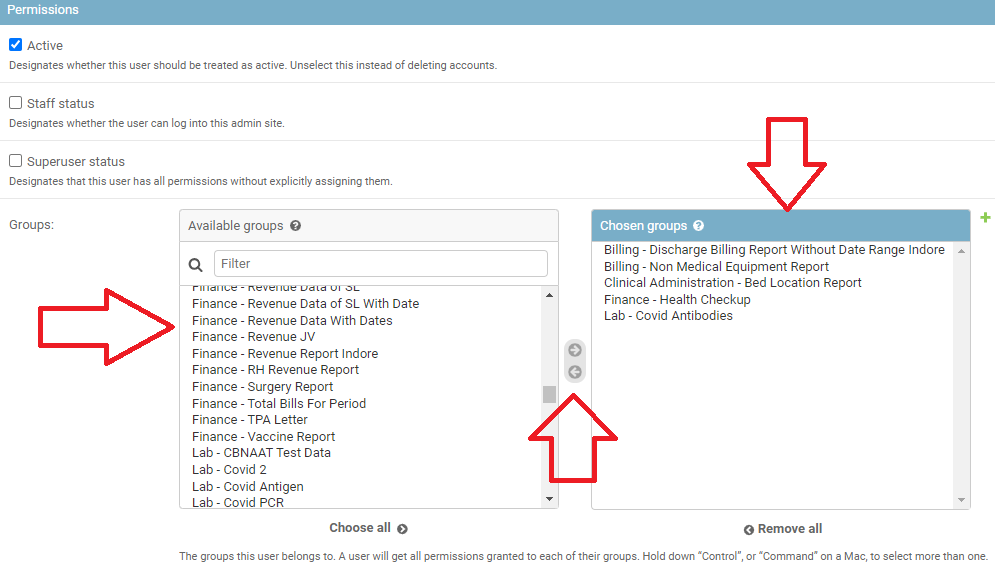 Permissions
Active
Designates whether this user should be treated as active. Unselect this instead of deleting accounts.
Staff status
Designates whether the user can log into this admin site.
Superuser status
Designates that this user has all permissions without explicitly assigning them.
Groups:
Available groups ?
Filter
Finance - Revenue Data of SL
Finance - Revenue Data of SL With Date
Finance - Revenue Data With Dates
Finance - Revenue JV
Finance - Revenue Report Indore
Finance - RH Revenue Report
Finance - Surgery Report
Finance - Total Bills For Period
Finance - TPA Letter
Finance - Vaccine Report
Lab - CBNAAT Test Data
Lab - Covid 2
Lab - Covid Antigen
Lab - Covid PCR
Choose all
Chosen groups ?
Billing - Discharge Billing Report Without Date Range Indore
Billing - Non Medical Equipment Report
Clinical Administration - Bed Location Report
Finance - Health Checkup
Lab - Covid Antibodies
Remove all
The groups this user belongs to. A user will get all permissions granted to each of their groups. Hold down “Control”, or “Command” on a Mac, to select more than one.